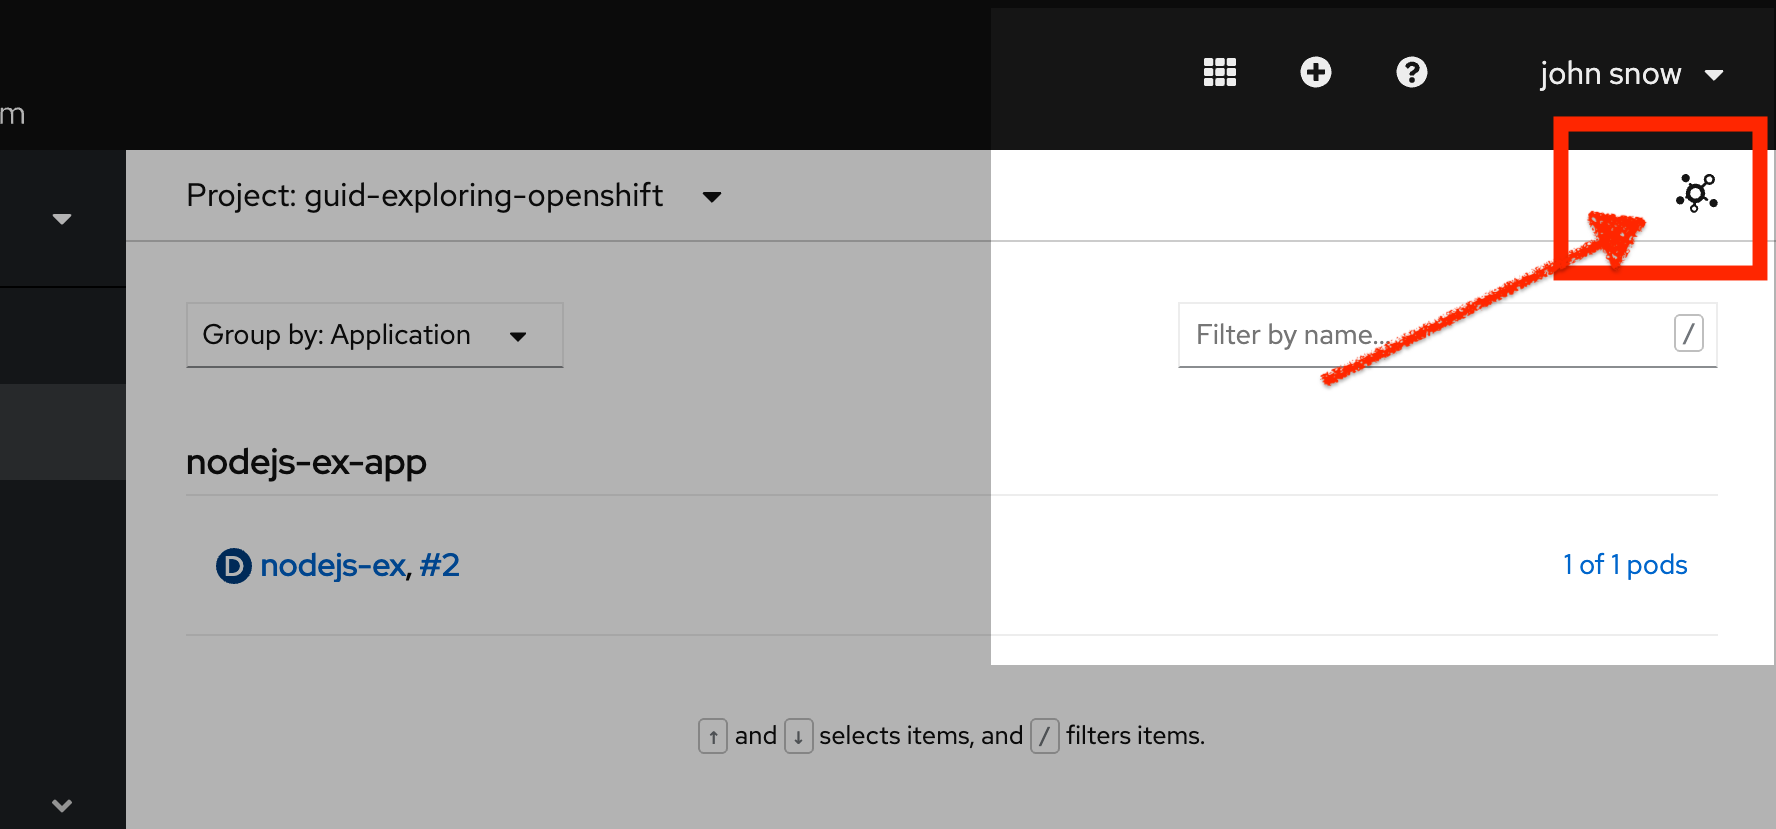 john snow
m
Project: guid-exploring-openshift
Group by: Application
Filter by name...
/
nodejs-ex-app
D nodejs-ex, #2
1 of 1 pods
↑ and ↓ selects items, and / filters items.